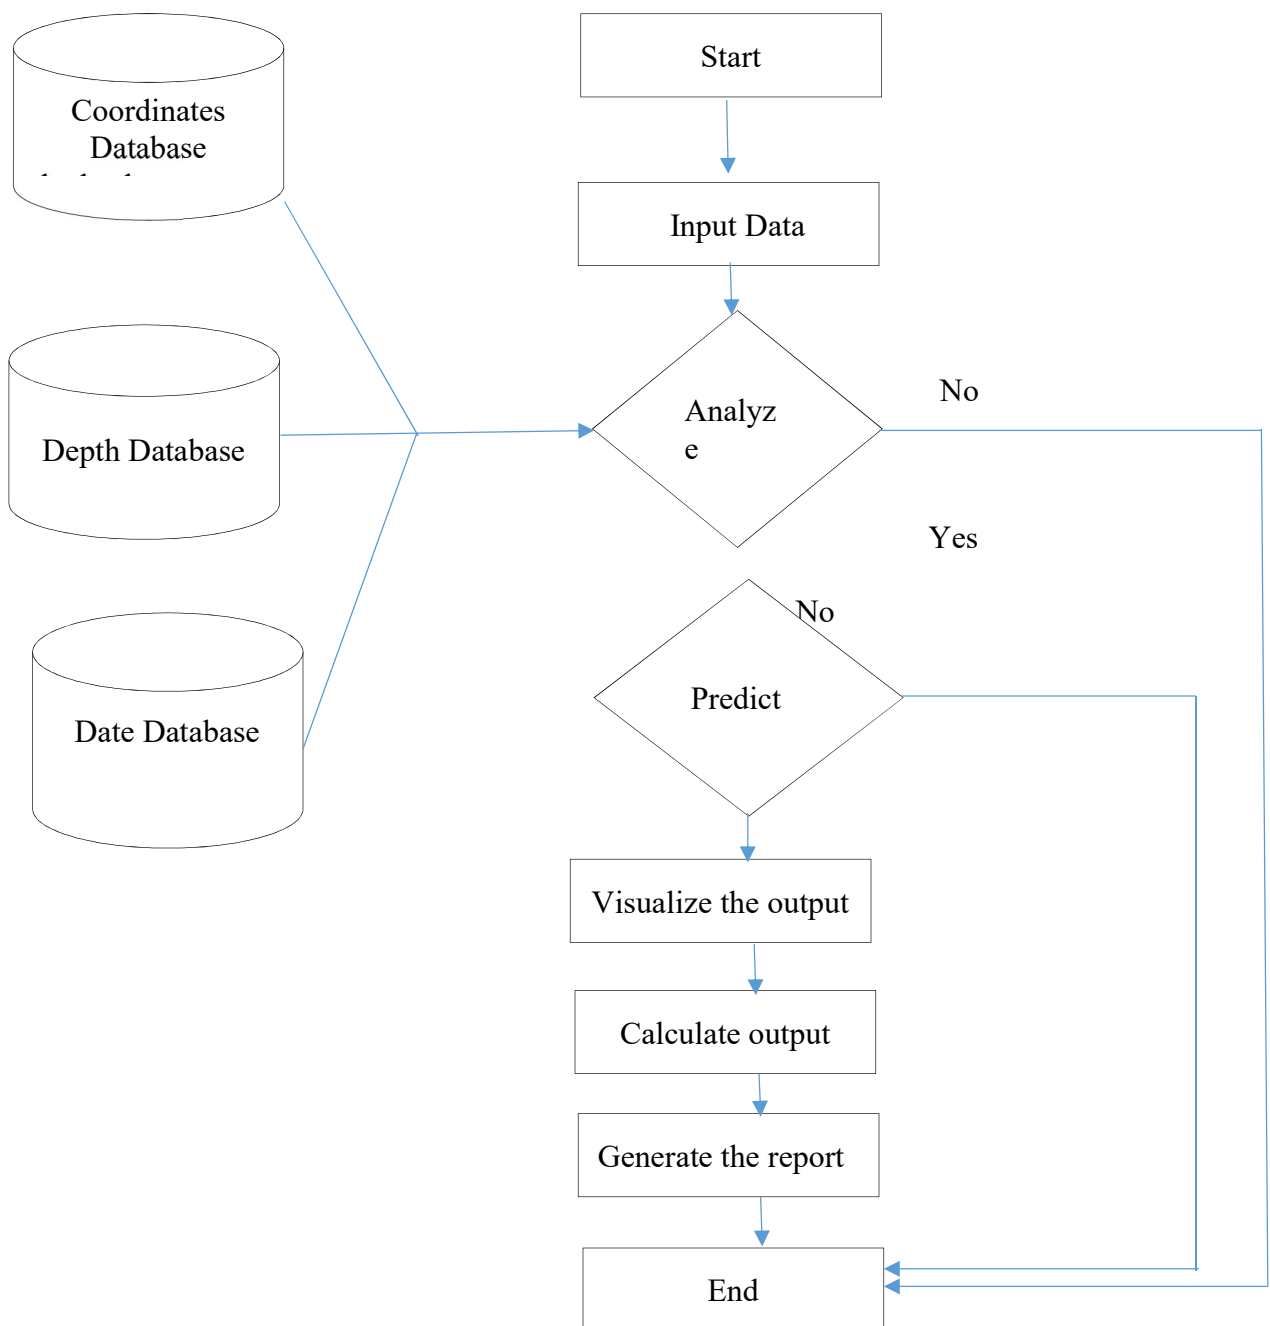 Start
Coordinates
Database
Input Data
No
Analyz
e
Depth Database
Yes
No
Predict
Date Database
Visualize the output
Calculate output
Generate the report
End